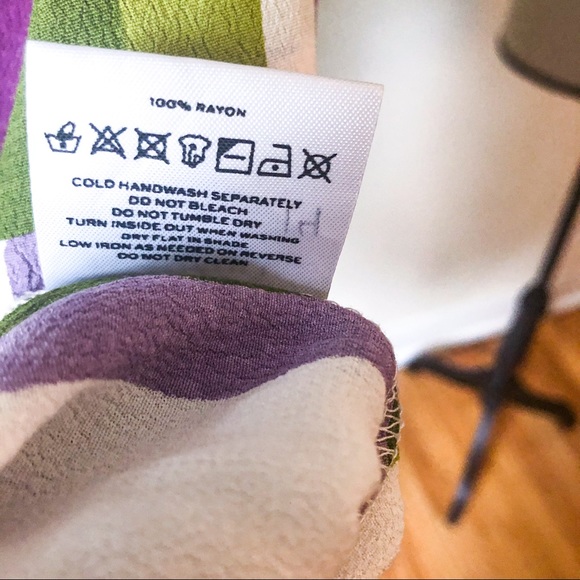 100% RAYON
COLD HANDWASH SEPARATELY
DO NOT BLEACH
DO NOT TUMBLE DRY
TURN INSIDE OUT WHEN WASHING
DRY FLAT IN SHADE
LOW IRON AS NEEDED ON REVERSE
DO NOT DRY CLEAN